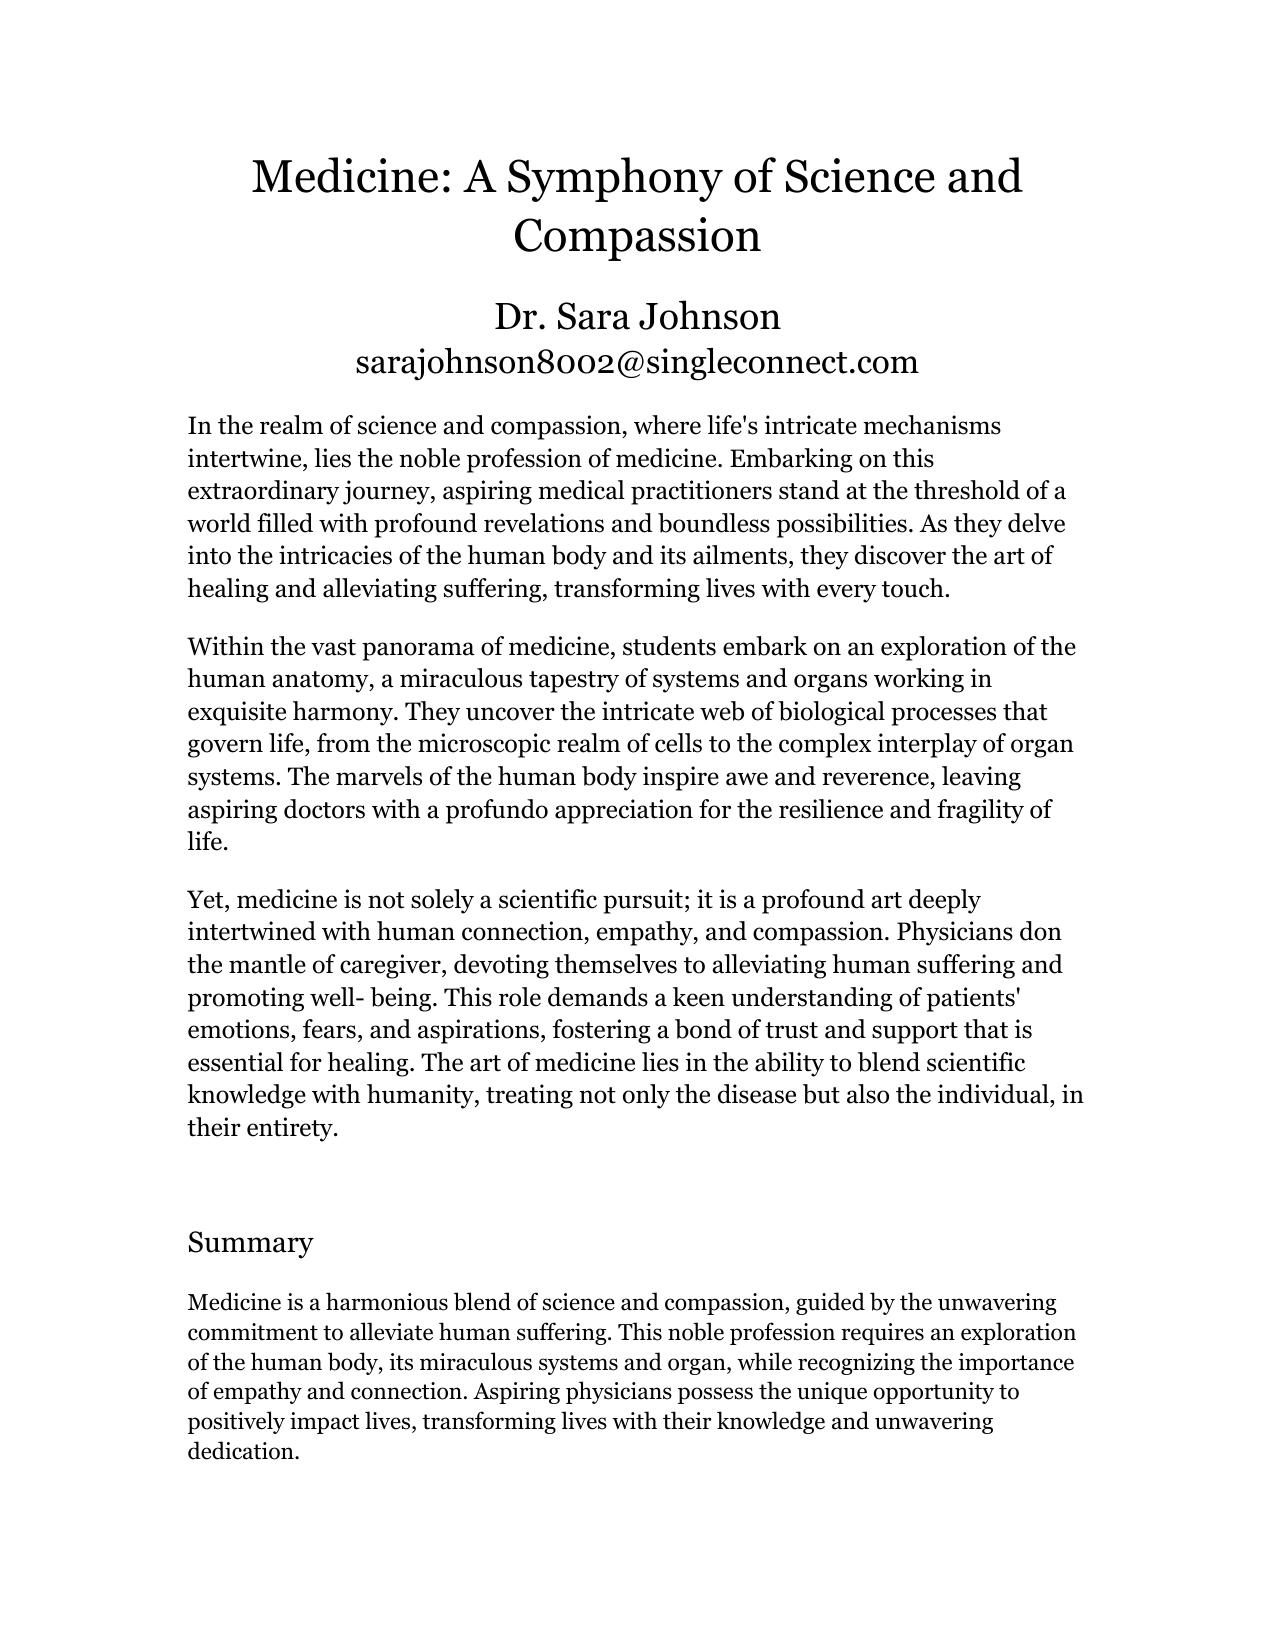 Medicine: A Symphony of Science and
Compassion
Dr. Sara Johnson
sarajohnson8002@singleconnect.com
In the realm of science and compassion, where life's intricate mechanisms
intertwine, lies the noble profession of medicine. Embarking on this
extraordinary journey, aspiring medical practitioners stand at the threshold of a
world filled with profound revelations and boundless possibilities. As they delve
into the intricacies of the human body and its ailments, they discover the art of
healing and alleviating suffering, transforming lives with every touch.
Within the vast panorama of medicine, students embark on an exploration of the
human anatomy, a miraculous tapestry of systems and organs working in
exquisite harmony. They uncover the intricate web of biological processes that
govern life, from the microscopic realm of cells to the complex interplay of organ
systems. The marvels of the human body inspire awe and reverence, leaving
aspiring doctors with a profundo appreciation for the resilience and fragility of
life.
Yet, medicine is not solely a scientific pursuit; it is a profound art deeply
intertwined with human connection, empathy, and compassion. Physicians don
the mantle of caregiver, devoting themselves to alleviating human suffering and
promoting well- being. This role demands a keen understanding of patients'
emotions, fears, and aspirations, fostering a bond of trust and support that is
essential for healing. The art of medicine lies in the ability to blend scientific
knowledge with humanity, treating not only the disease but also the individual, in
their entirety.
Summary
Medicine is a harmonious blend of science and compassion, guided by the unwavering
commitment to alleviate human suffering. This noble profession requires an exploration
of the human body, its miraculous systems and organ, while recognizing the importance
of empathy and connection. Aspiring physicians possess the unique opportunity to
positively impact lives, transforming lives with their knowledge and unwavering
dedication.